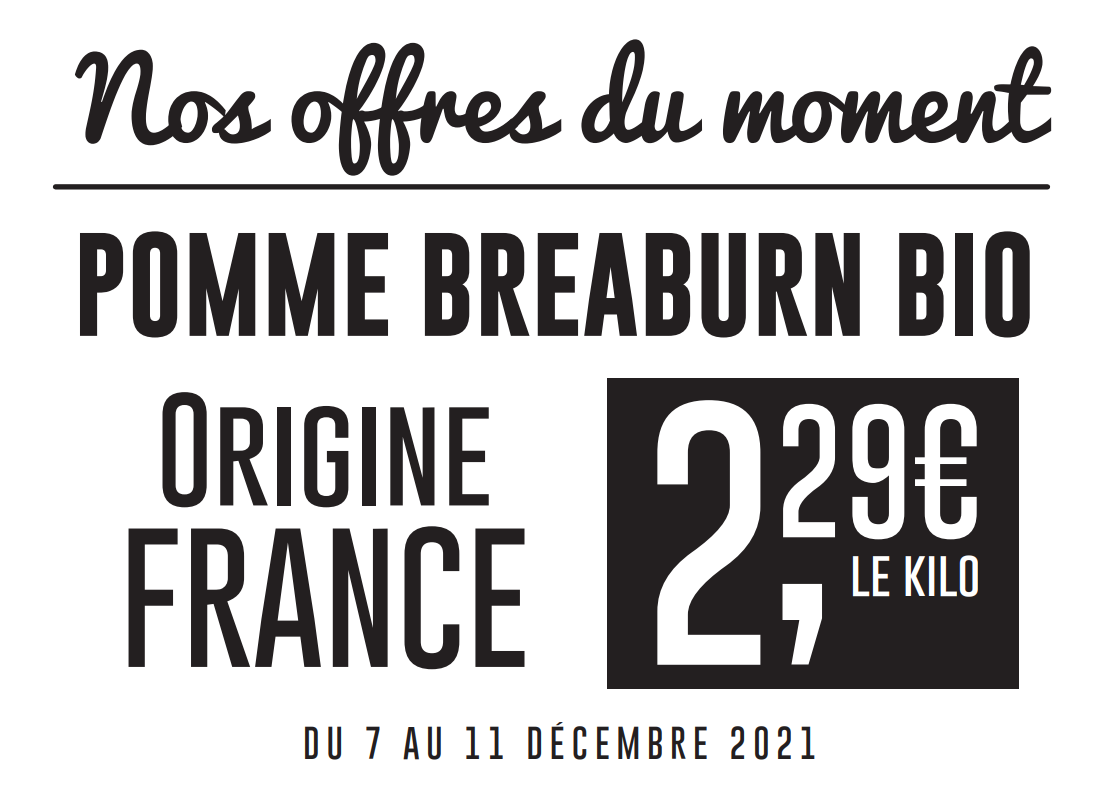 Nos offres du moment
POMME BREABURN BIO
ORIGINE
FRANCE
2,29€
LE KILO
DU 7 AU 11 DÉCEMBRE 2021